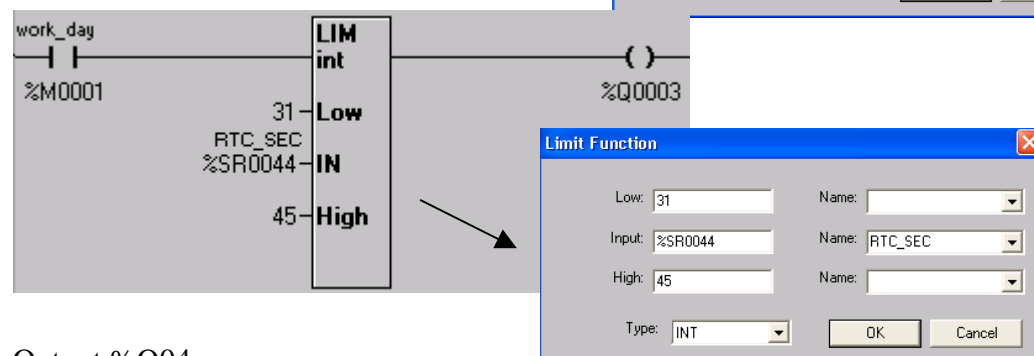 work_day
LIM
int
%M0001
%Q0003
31
Low
RTC_SEC
%SR0044
IN
45
High
Limit Function
Low: 31 Name:
Input: %SR0044 Name: RTC_SEC
High: 45 Name:
Type: INT OK Cancel